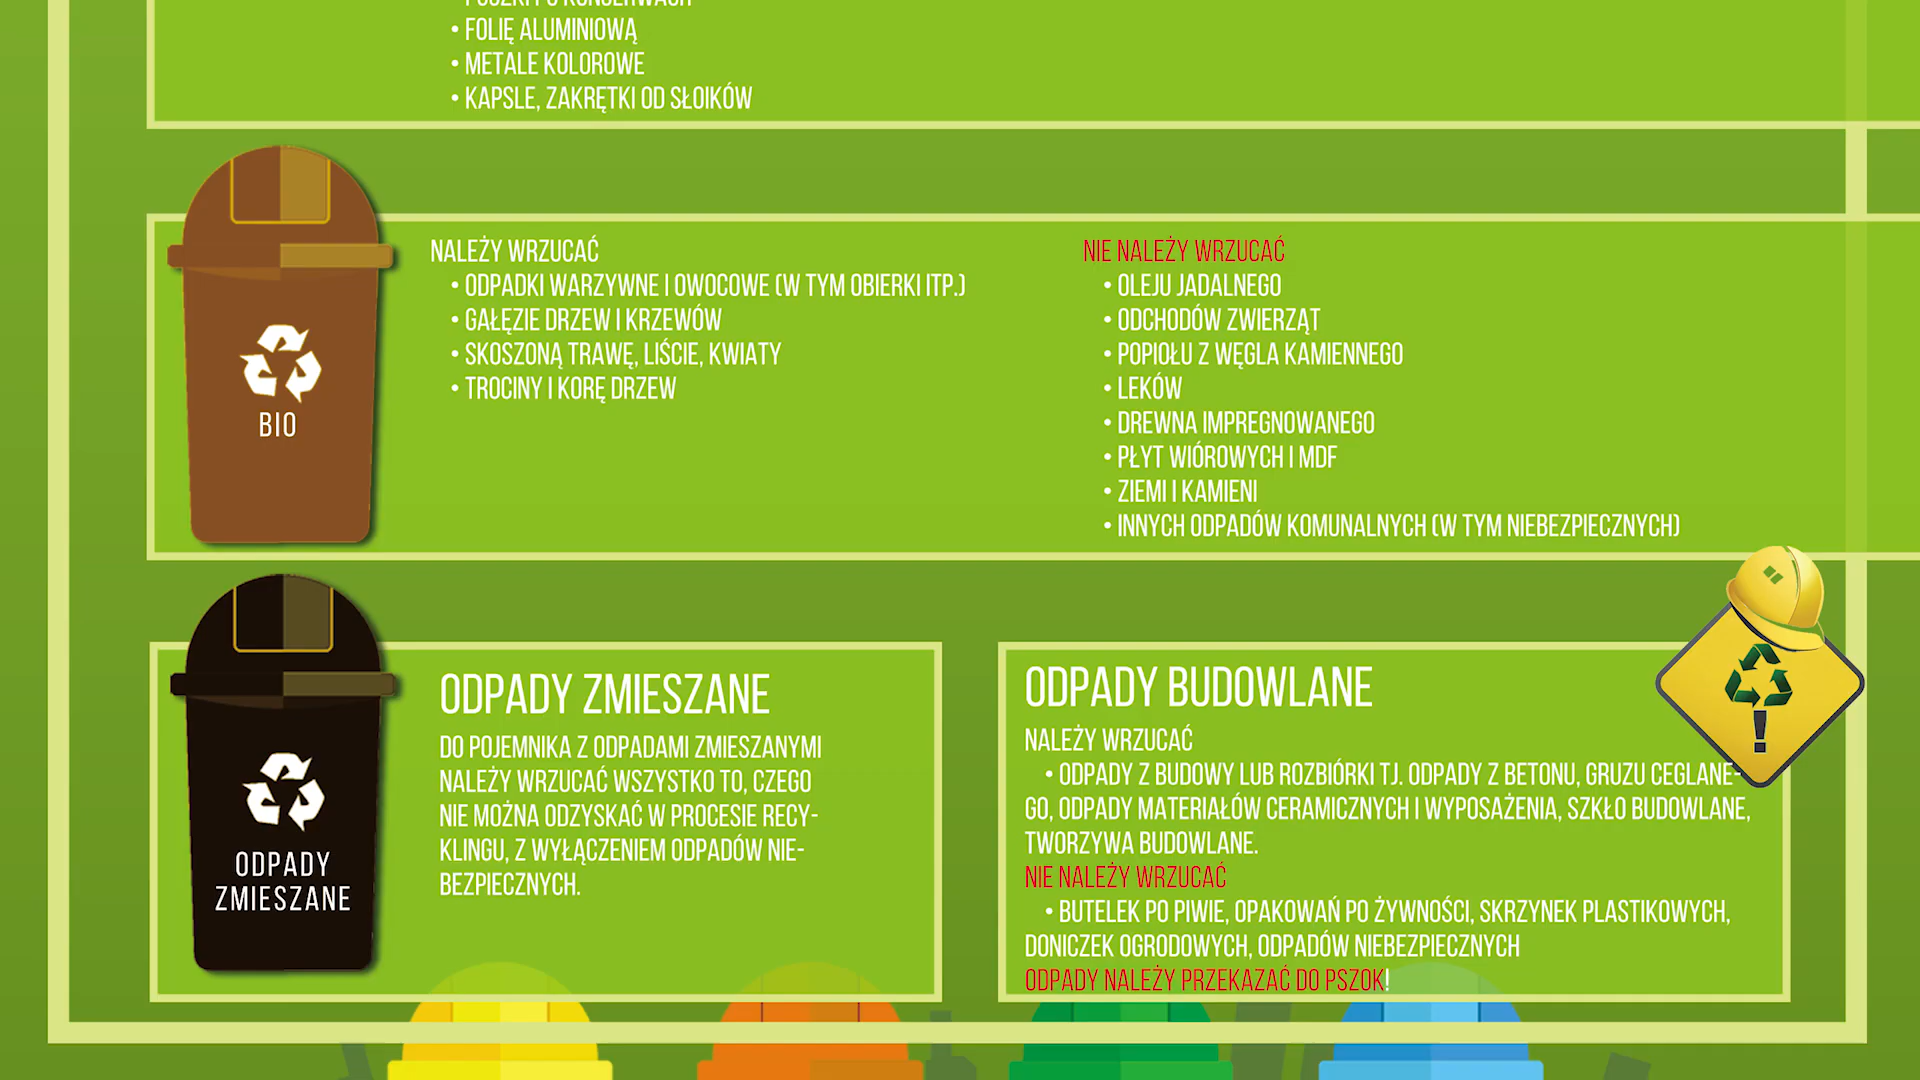 • FOLIĘ ALUMINIOWĄ
• METALE KOLOROWE
• KAPSLE, ZAKRĘTKI OD SŁOIKÓW
BIO
NALEŻY WRZUCAĆ
• ODPADKI WARZYWNE I OWOCOWE (W TYM OBIERKI ITP.)
• GAŁĘZIE DRZEW I KRZEWÓW
• SKOSZONĄ TRAWĘ, LIŚCIE, KWIATY
• TROCINY I KORĘ DRZEW
NIE NALEŻY WRZUCAĆ
• OLEJU JADALNEGO
• ODCHODÓW ZWIERZĄT
• POPIOŁU Z WĘGLA KAMIENNEGO
• LEKÓW
• DREWNA IMPREGNOWANEGO
• PŁYT WIÓROWYCH I MDF
• ZIEMI I KAMIENI
• INNYCH ODPADÓW KOMUNALNYCH (W TYM NIEBEZPIECZNYCH)
ODPADY
ZMIESZANE
ODPADY ZMIESZANE
DO POJEMNIKA Z ODPADAMI ZMIESZANYMI
NALEŻY WRZUCAĆ WSZYSTKO TO, CZEGO
NIE MOŻNA ODZYSKAĆ W PROCESIE RECY-
KLINGU, Z WYŁĄCZENIEM ODPADÓW NIE-
BEZPIECZNYCH.
ODPADY BUDOWLANE
NALEŻY WRZUCAĆ
• ODPADY Z BUDOWY LUB ROZBIÓRKI TJ. ODPADY Z BETONU, GRUZU CEGLANE-
GO, ODPADY MATERIAŁÓW CERAMICZNYCH I WYPOSAŻENIA, SZKŁO BUDOWLANE,
TWORZYWA BUDOWLANE.
NIE NALEŻY WRZUCAĆ
• BUTELEK PO PIWIE, OPAKOWAŃ PO ŻYWNOŚCI, SKRZYNEK PLASTIKOWYCH,
DONICZEK OGRODOWYCH, ODPADÓW NIEBEZPIECZNYCH
ODPADY NALEŻY PRZEKAZAĆ DO PSZOK!